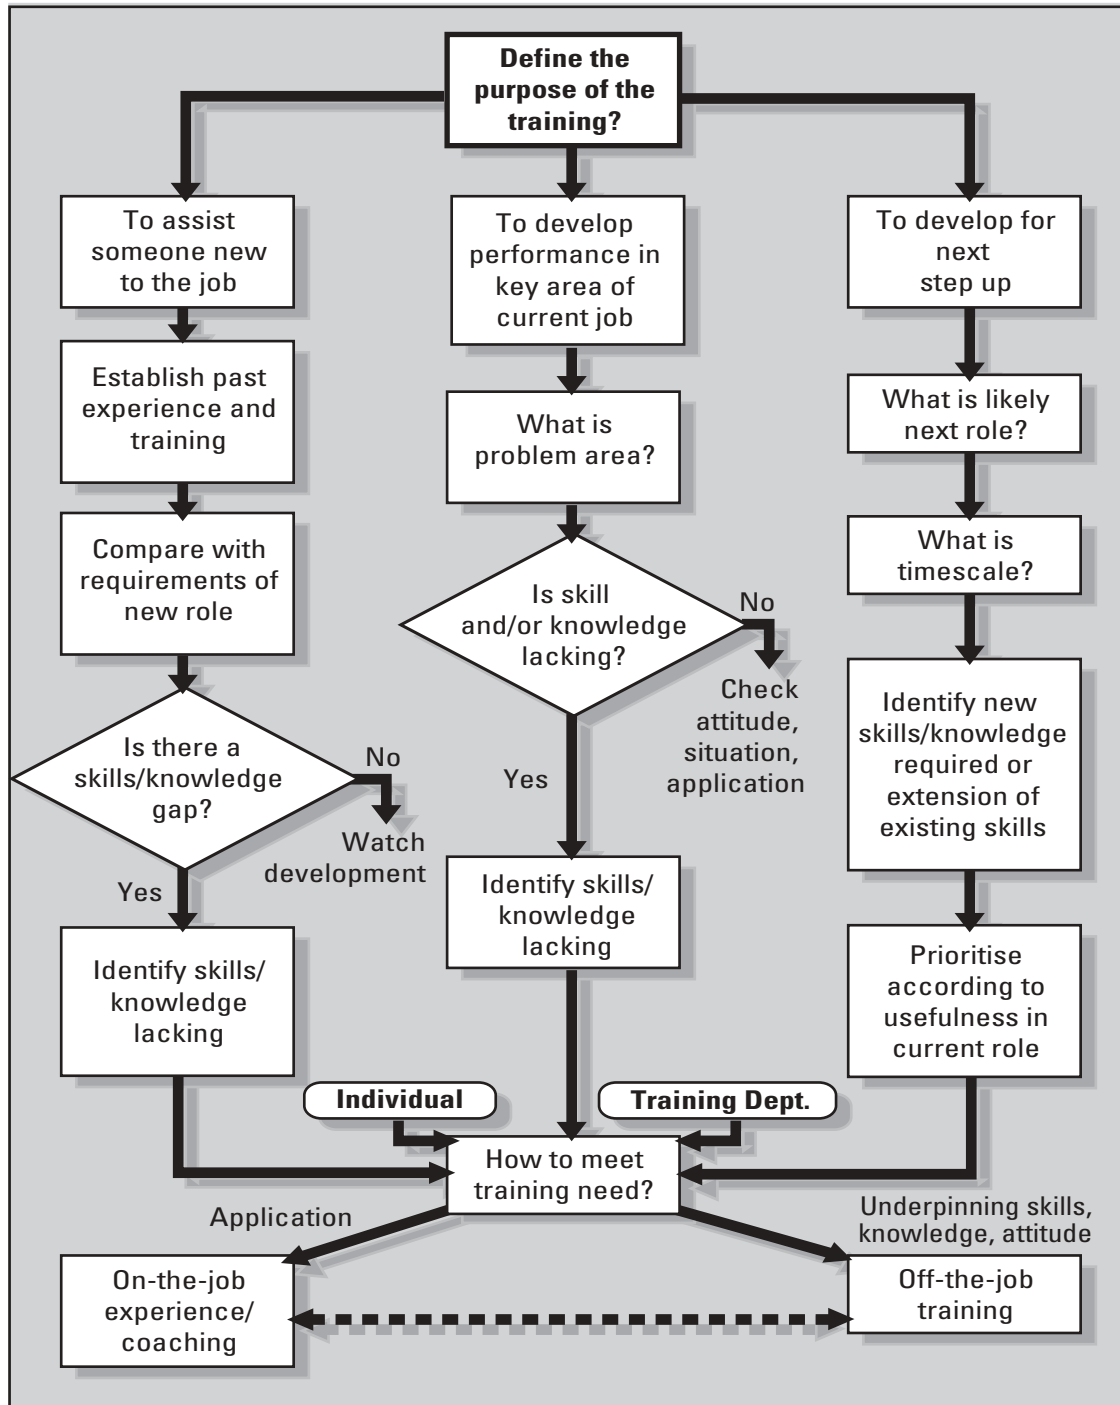 Define the
purpose of the
training?
To assist
someone new
to the job
To develop
performance in
key area of
current job
To develop for
next
step up
Establish past
experience and
training
What is
problem area?
What is likely
next role?
Compare with
requirements of
new role
Is skill
and/or knowledge
lacking?
No
Check
attitude,
situation,
application
Yes
What is
timescale?
Is there a
skills/knowledge
gap?
No
Watch
development
Yes
Identify new
skills/knowledge
required or
extension of
existing skills
Identify skills/
knowledge
lacking
Identify skills/
knowledge
lacking
Prioritise
according to
usefulness in
current role
Individual
Training Dept.
How to meet
training need?
Application
Underpinning skills,
knowledge, attitude
On-the-job
experience/
coaching
Off-the-job
training